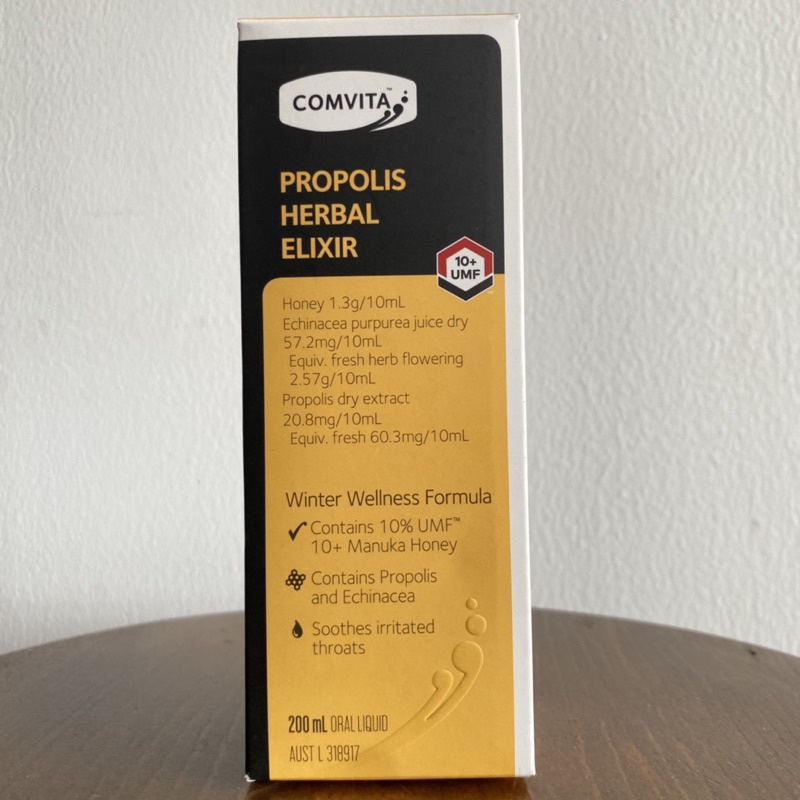 COMVITA™
PROPOLIS
HERBAL
ELIXIR
10+
UMF™
Honey 1.3g/10mL
Echinacea purpurea juice dry
57.2mg/10mL
Equiv. fresh herb flowering
2.57g/10mL
Propolis dry extract
20.8mg/10mL
Equiv. fresh 60.3mg/10mL
Winter Wellness Formula
Contains 10% UMF™
10+ Manuka Honey
Contains Propolis
and Echinacea
Soothes irritated
throats
200 mL ORAL LIQUID
AUST L 318917